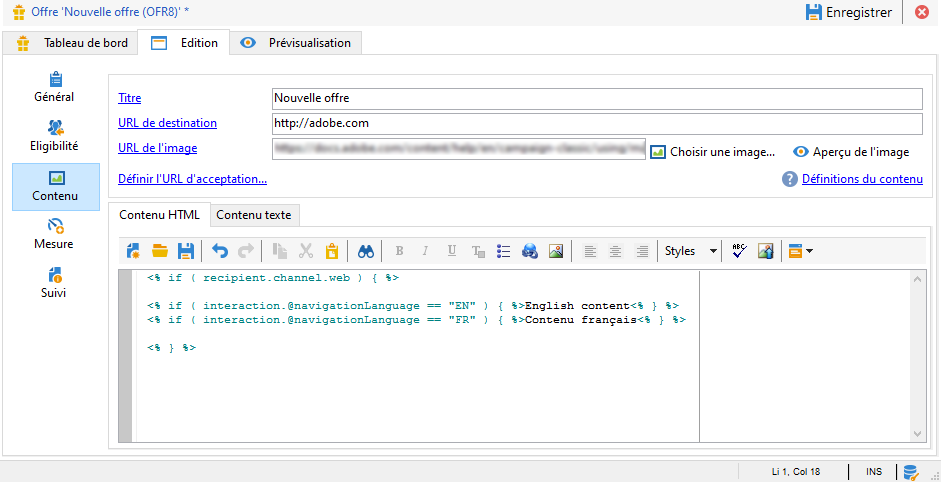 Offre 'Nouvelle offre (OFR8)' *
Enregistrer
Tableau de bord
Edition
Prévisualisation
Général
Eligibilité
Contenu
Mesure
Suivi
Titre
Nouvelle offre
URL de destination
http://adobe.com
URL de l'image
Choisir une image...
Aperçu de l'image
Définir l'URL d'acceptation...
Définitions du contenu
Contenu HTML
Contenu texte
B I U T
Styles
ABC
<% if ( recipient.channel.web ) { %>
<% if ( interaction.@navigationLanguage == "EN" ) { %>English content<% } %>
<% if ( interaction.@navigationLanguage == "FR" ) { %>Contenu français<% } %>
<% } %>
Li 1, Col 18
INS